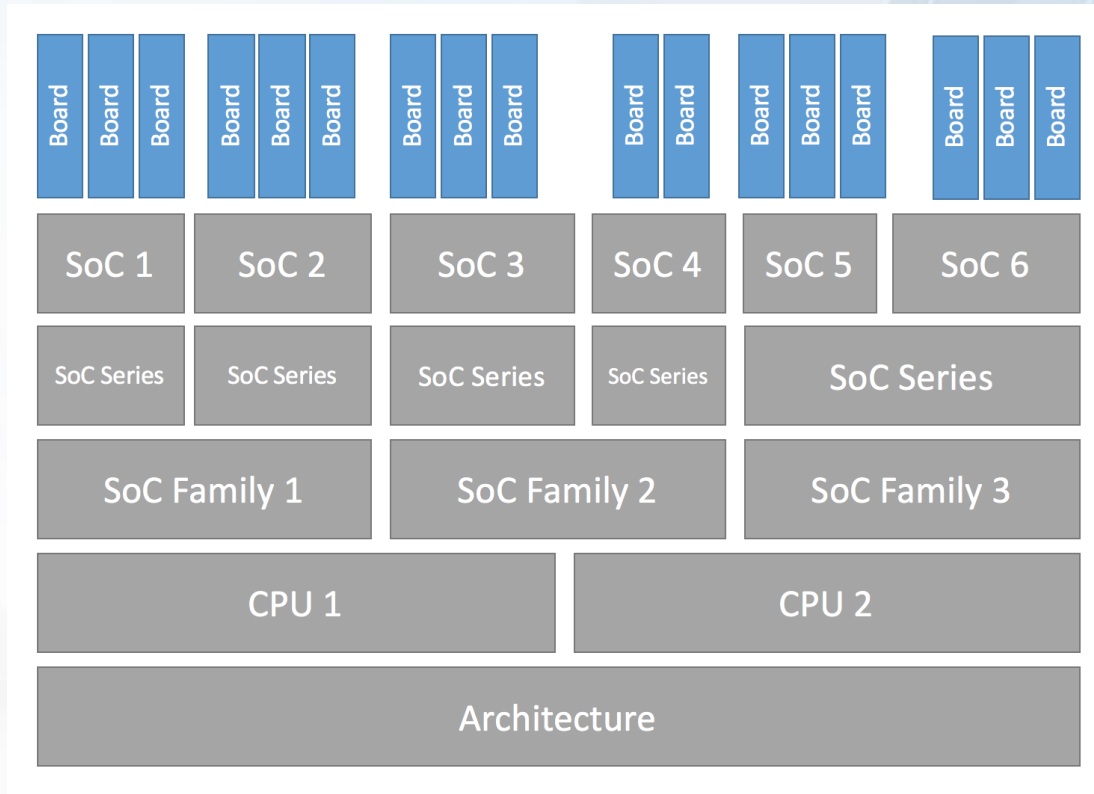 Board Board Board Board Board Board Board Board Board Board Board Board Board Board Board Board Board
SoC 1 SoC 2 SoC 3 SoC 4 SoC 5 SoC 6
SoC Series SoC Series SoC Series SoC Series SoC Series
SoC Family 1 SoC Family 2 SoC Family 3
CPU 1 CPU 2
Architecture